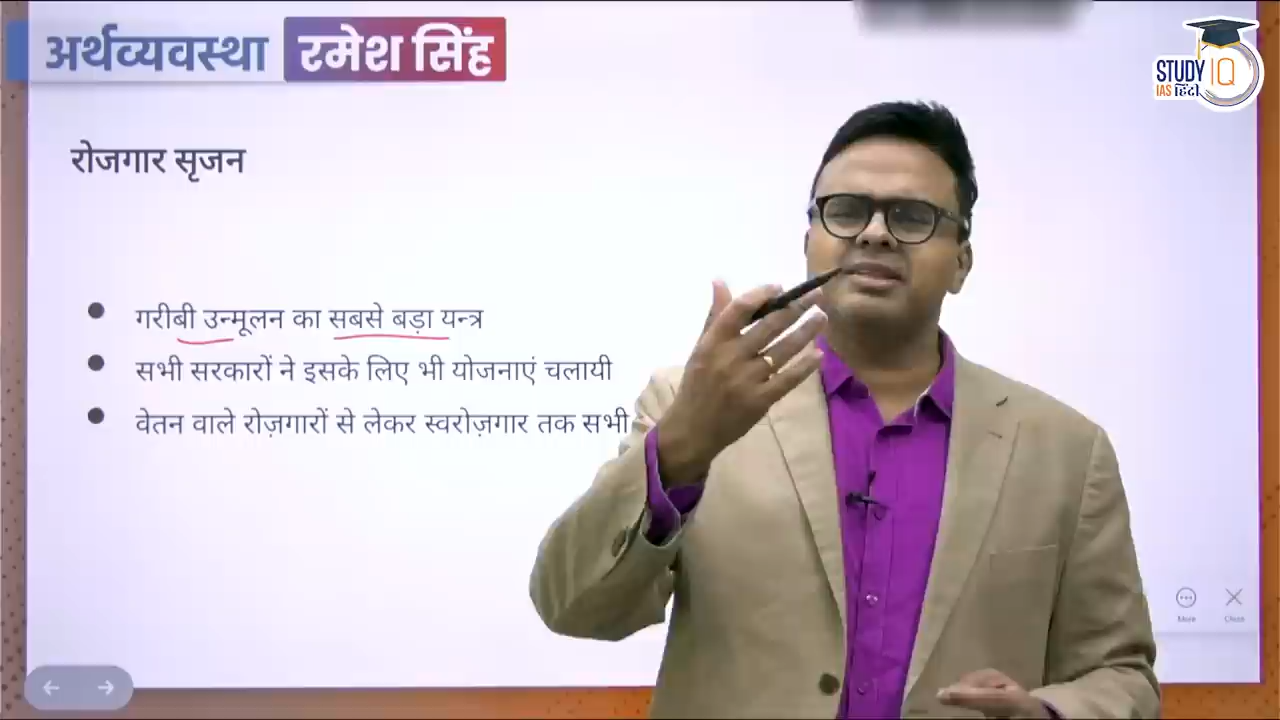 अर्थव्यवस्था रमेश सिंह
STUDY IQ
IAS हिंदी
रोजगार सृजन
गरीबी उन्मूलन का सबसे बड़ा यन्त्र
सभी सरकारों ने इसके लिए भी योजनाएं चलायी
वेतन वाले रोज़गारों से लेकर स्वरोज़गार तक सभी
More Close